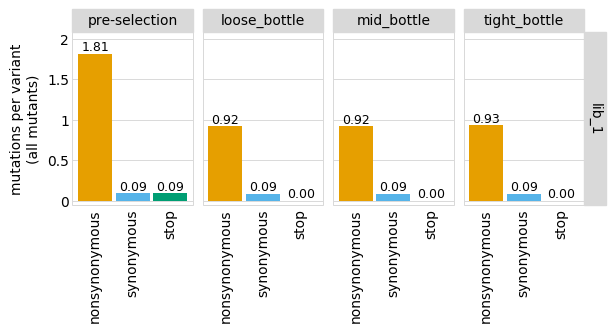 pre-selection
loose_bottle
mid_bottle
tight_bottle
mutations per variant
(all mutants)
2
1.5
1
0.5
0
1.81
0.09
0.09
0.92
0.09
0.00
0.92
0.09
0.00
0.93
0.09
0.00
lib_1
nonsynonymous
synonymous
stop
nonsynonymous
synonymous
stop
nonsynonymous
synonymous
stop
nonsynonymous
synonymous
stop